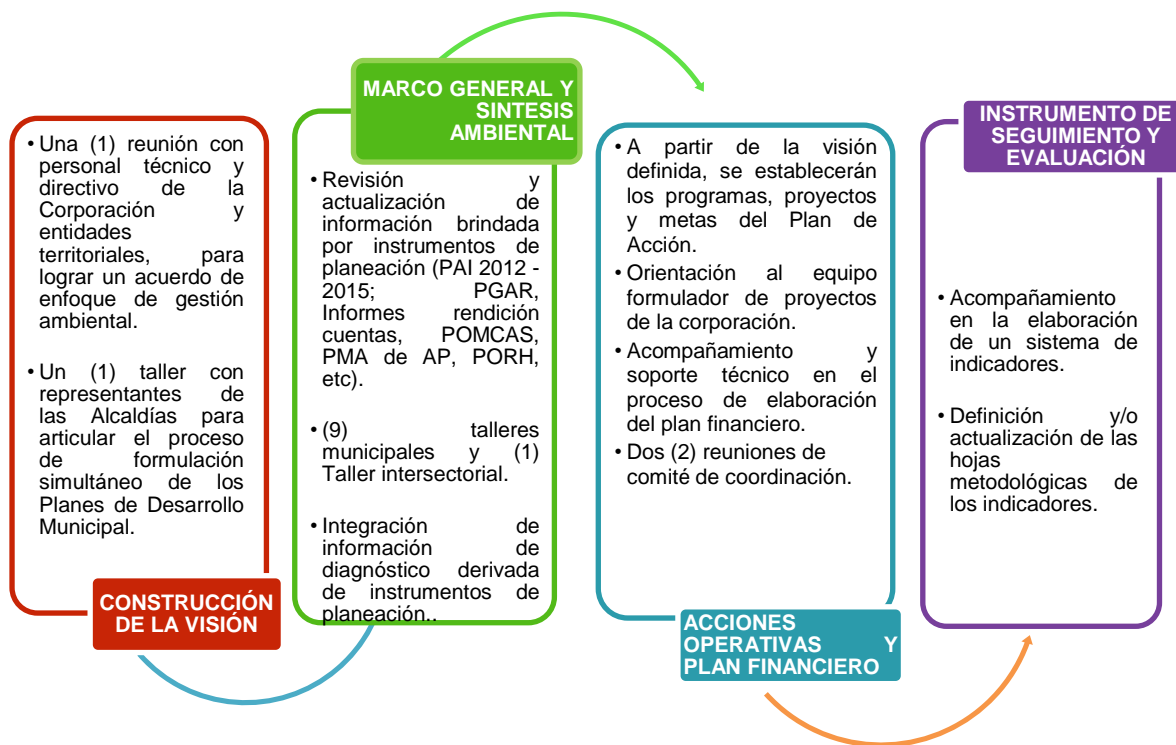 • Una (1) reunión con
personal técnico y
directivo de la
Corporación y
entidades
territoriales, para
lograr un acuerdo de
enfoque de gestión
ambiental.
• Un (1) taller con
representantes de
las Alcaldías para
articular el proceso
de formulación
simultáneo de los
Planes de Desarrollo
Municipal.
CONSTRUCCIÓN
DE LA VISIÓN
MARCO GENERAL Y
SINTESIS
AMBIENTAL
• Revisión y
actualización de
información brindada
por instrumentos de
planeación (PAI 2012 -
2015; PGAR,
Informes rendición
cuentas, POMCAS,
PMA de AP, PORH,
etc).
• (9) talleres
municipales y (1)
Taller intersectorial.
• Integración de
información de
diagnóstico derivada
de instrumentos de
planeación..
• A partir de la visión
definida, se establecerán
los programas, proyectos
y metas del Plan de
Acción.
• Orientación al equipo
formulador de proyectos
de la corporación.
• Acompañamiento y
soporte técnico en el
proceso de elaboración
del plan financiero.
• Dos (2) reuniones de
comité de coordinación.
ACCIONES
OPERATIVAS Y
PLAN FINANCIERO
INSTRUMENTO DE
SEGUIMIENTO Y
EVALUACIÓN
• Acompañamiento
en la elaboración
de un sistema de
indicadores.
• Definición y/o
actualización de las
hojas
metodológicas de
los indicadores.